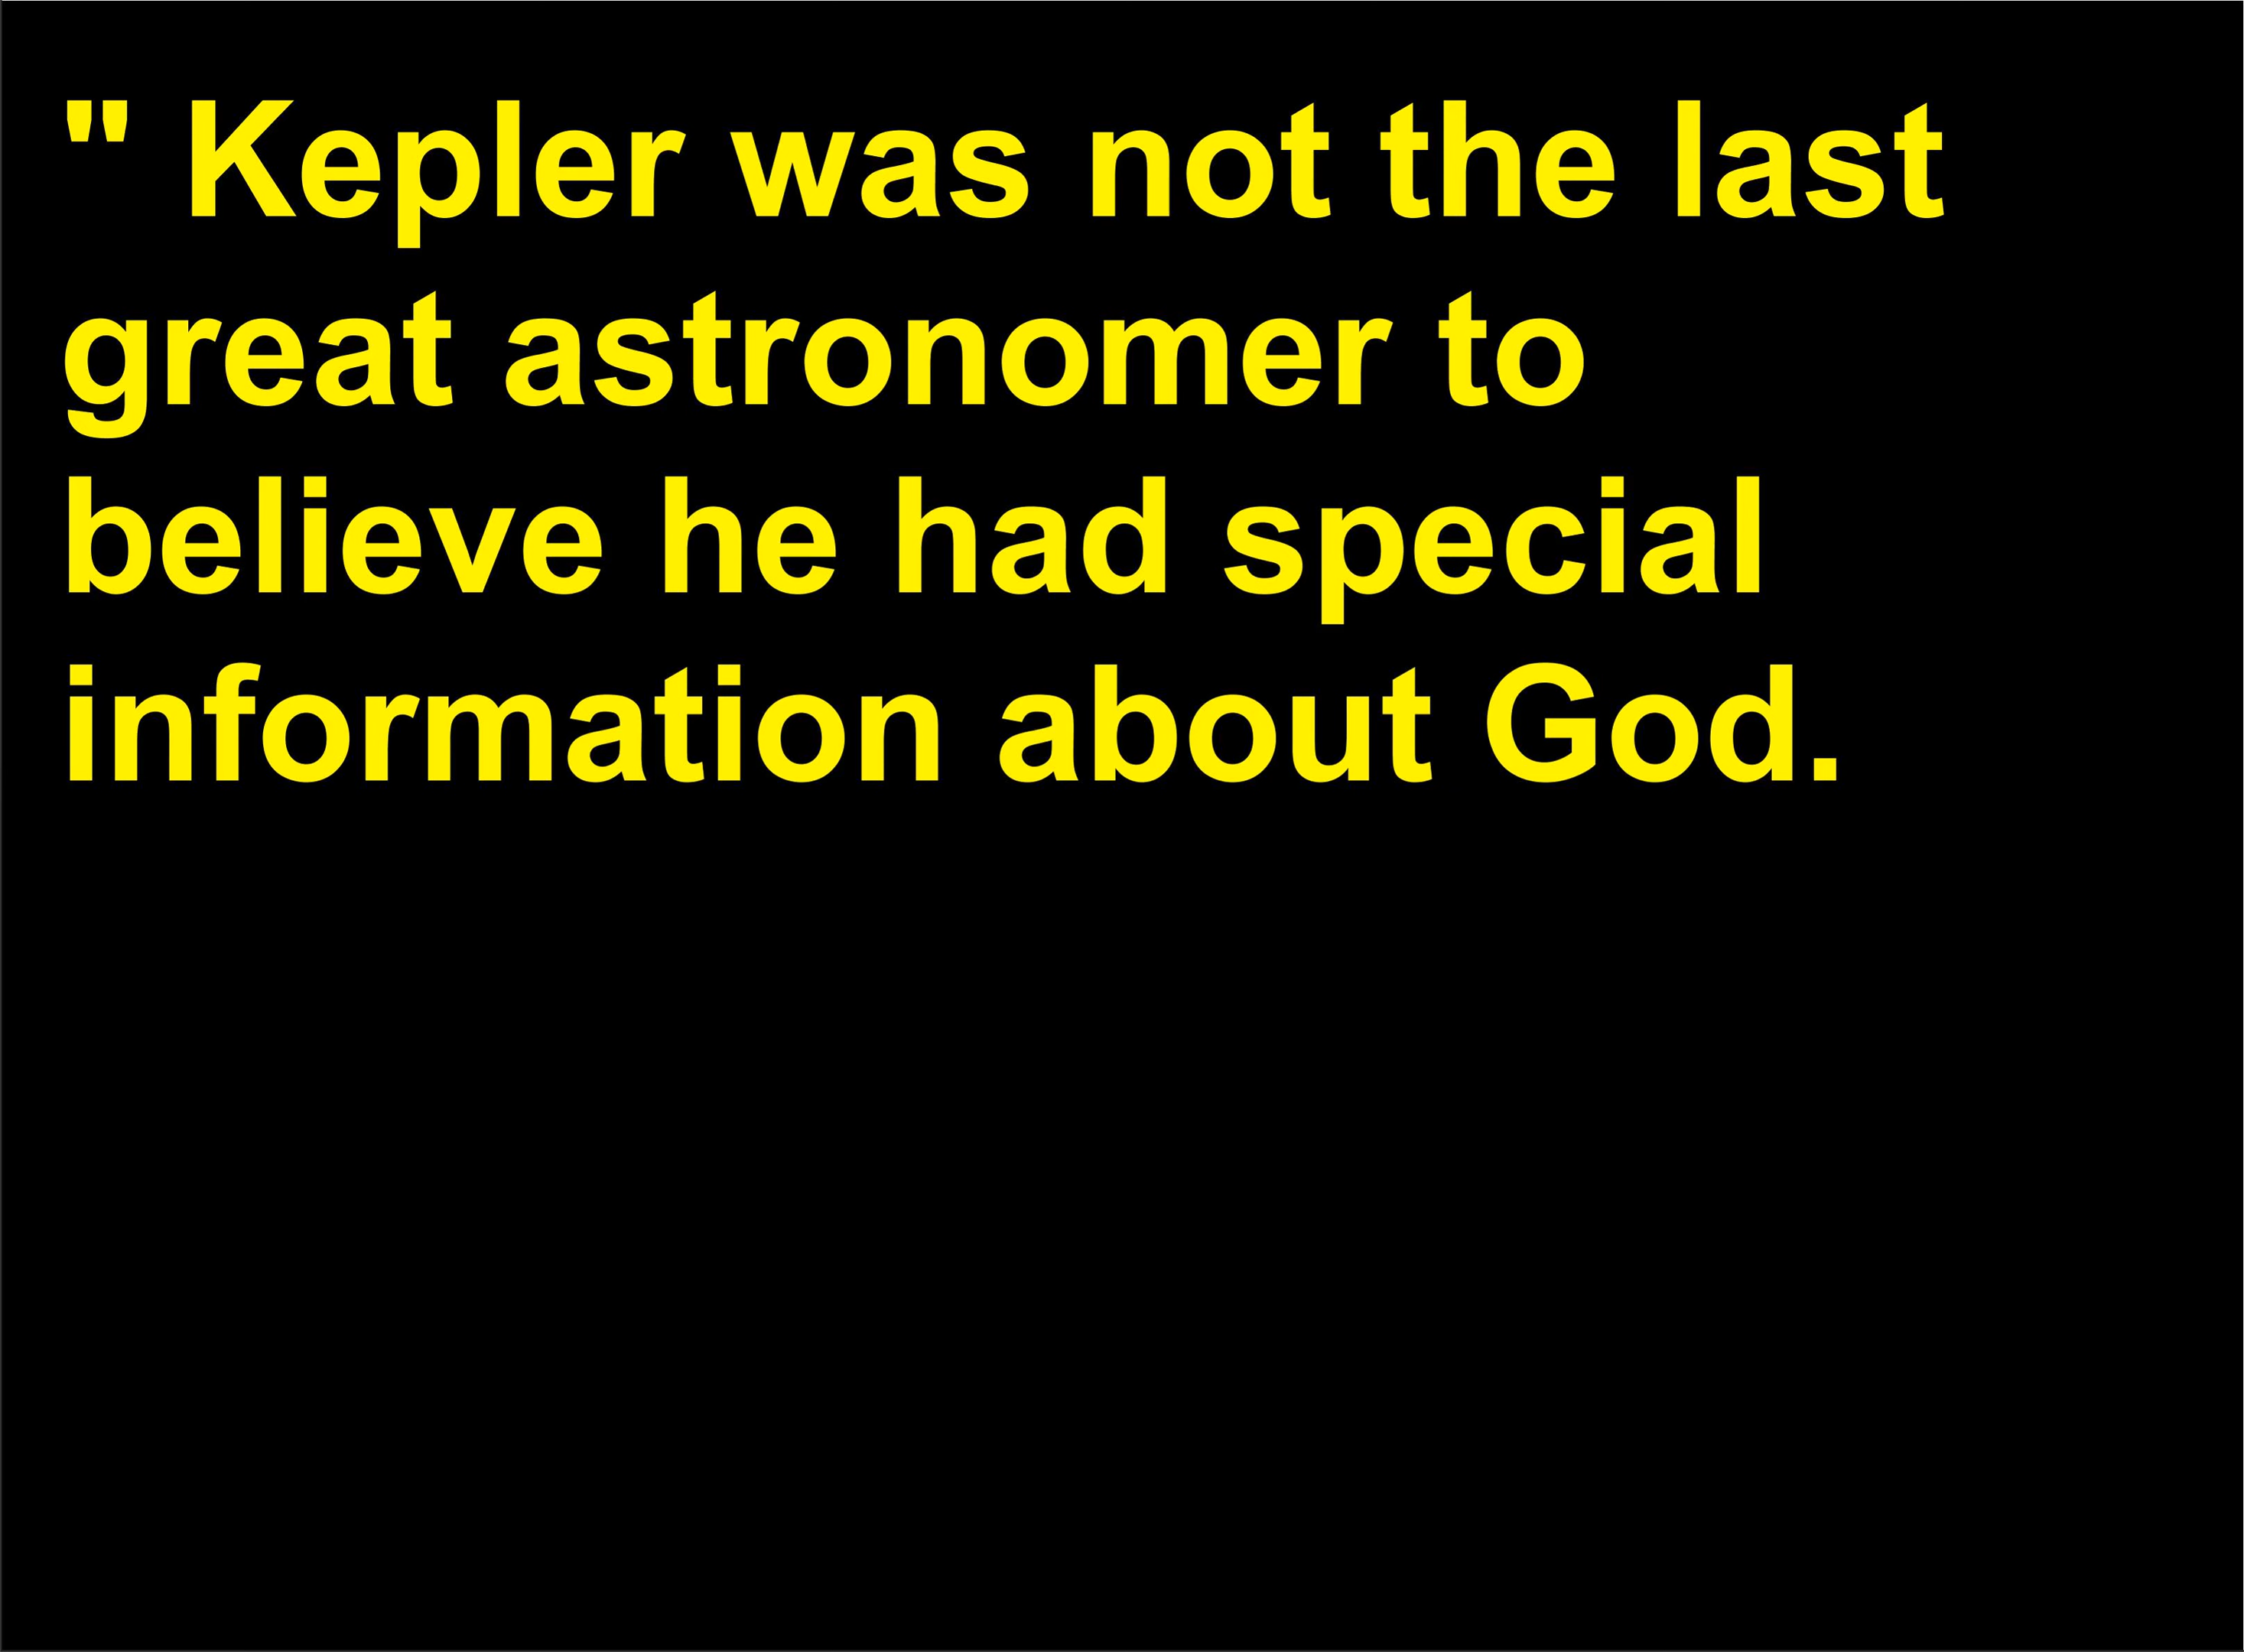 " Kepler was not the last
great astronomer to
believe he had special
information about God.